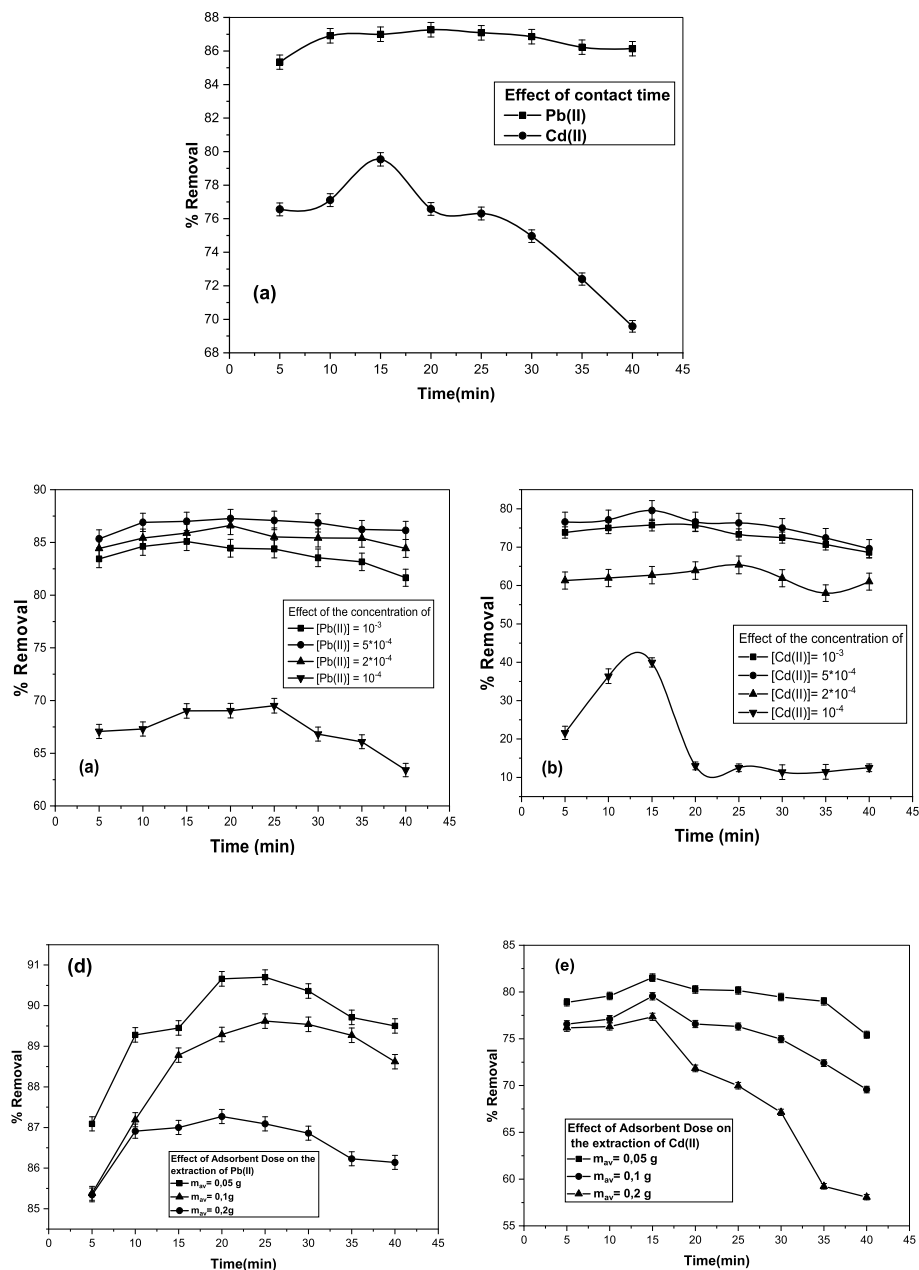 88
86
84
82
80
78
76
74
72
70
68
% Removal
Effect of contact time
Pb(II)
Cd(II)
(a)
0 5 10 15 20 25 30 35 40 45
Time(min)
90
85
80
75
70
65
60
% Removal
Effect of the concentration of
[Pb(II)] = 10⁻³
[Pb(II)] = 5*10⁻⁴
[Pb(II)] = 2*10⁻⁴
[Pb(II)] = 10⁻⁴
(a)
0 5 10 15 20 25 30 35 40 45
Time (min)
80
70
60
50
40
30
20
10
% Removal
Effect of the concentration of
[Cd(II)]= 10⁻³
[Cd(II)]= 5*10⁻⁴
[Cd(II)]= 2*10⁻⁴
[Cd(II)]= 10⁻⁴
(b)
0 5 10 15 20 25 30 35 40 45
Time (min)
(d)
91
90
89
88
87
86
85
% Removal
Effect of Adsorbent Dose on the
extraction of Pb(II)
mₐᵥ= 0,05 g
mₐᵥ= 0,1g
mₐᵥ= 0,2g
0 5 10 15 20 25 30 35 40 45
Time(min)
(e)
85
80
75
70
65
60
55
% Removal
Effect of Adsorbent Dose on
the extraction of Cd(II)
mₐᵥ= 0,05 g
mₐᵥ= 0,1 g
mₐᵥ= 0,2 g
0 5 10 15 20 25 30 35 40 45
Time(min)